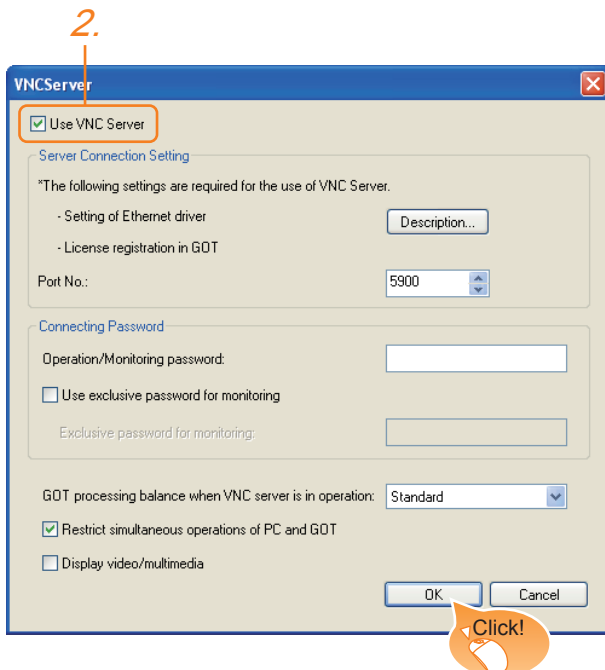 2.
VNCServer
Use VNC Server
Server Connection Setting
*The following settings are required for the use of VNC Server.
- Setting of Ethernet driver
Description...
- License registration in GOT
Port No.:
5900
Connecting Password
Operation/Monitoring password:
Use exclusive password for monitoring
Exclusive password for monitoring:
GOT processing balance when VNC server is in operation:
Standard
Restrict simultaneous operations of PC and GOT
Display video/multimedia
OK
Cancel
Click!